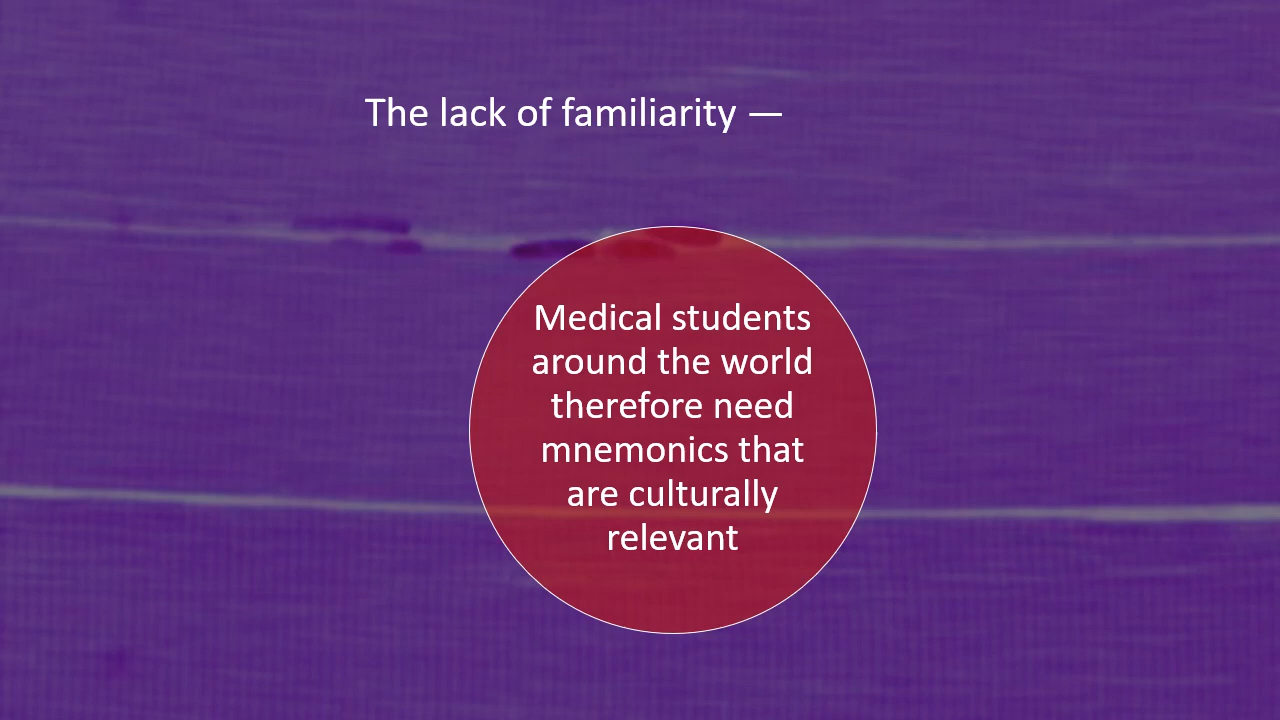 The lack of familiarity —
Medical students
around the world
therefore need
mnemonics that
are culturally
relevant